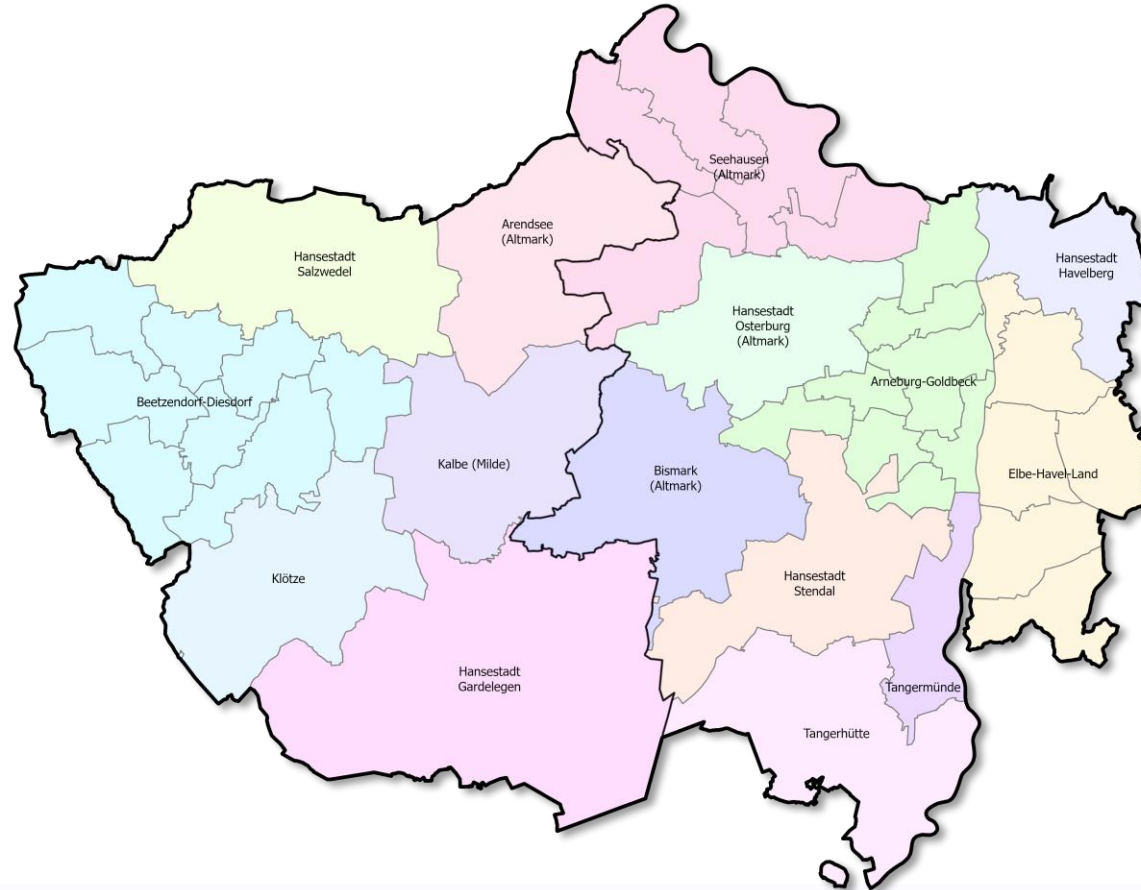 Seehausen
(Altmark)
Arendsee
(Altmark)
Hansestadt
Salzwedel
Hansestadt
Havelberg
Hansestadt
Osterburg
(Altmark)
Arneburg-Goldbeck
Beetzendorf-Diesdorf
Kalbe (Milde)
Bismark
(Altmark)
Elbe-Havel-Land
Klötze
Hansestadt
Stendal
Hansestadt
Gardelegen
Tangermünde
Tangerhütte